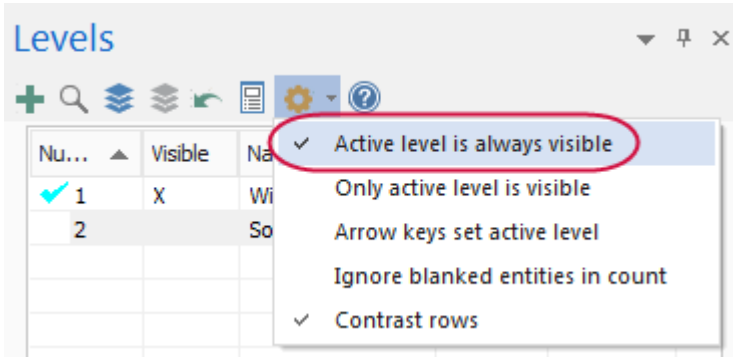 Levels
Nu... Visible Na
1 X Wi
2 So
Active level is always visible
Only active level is visible
Arrow keys set active level
Ignore blanked entities in count
Contrast rows